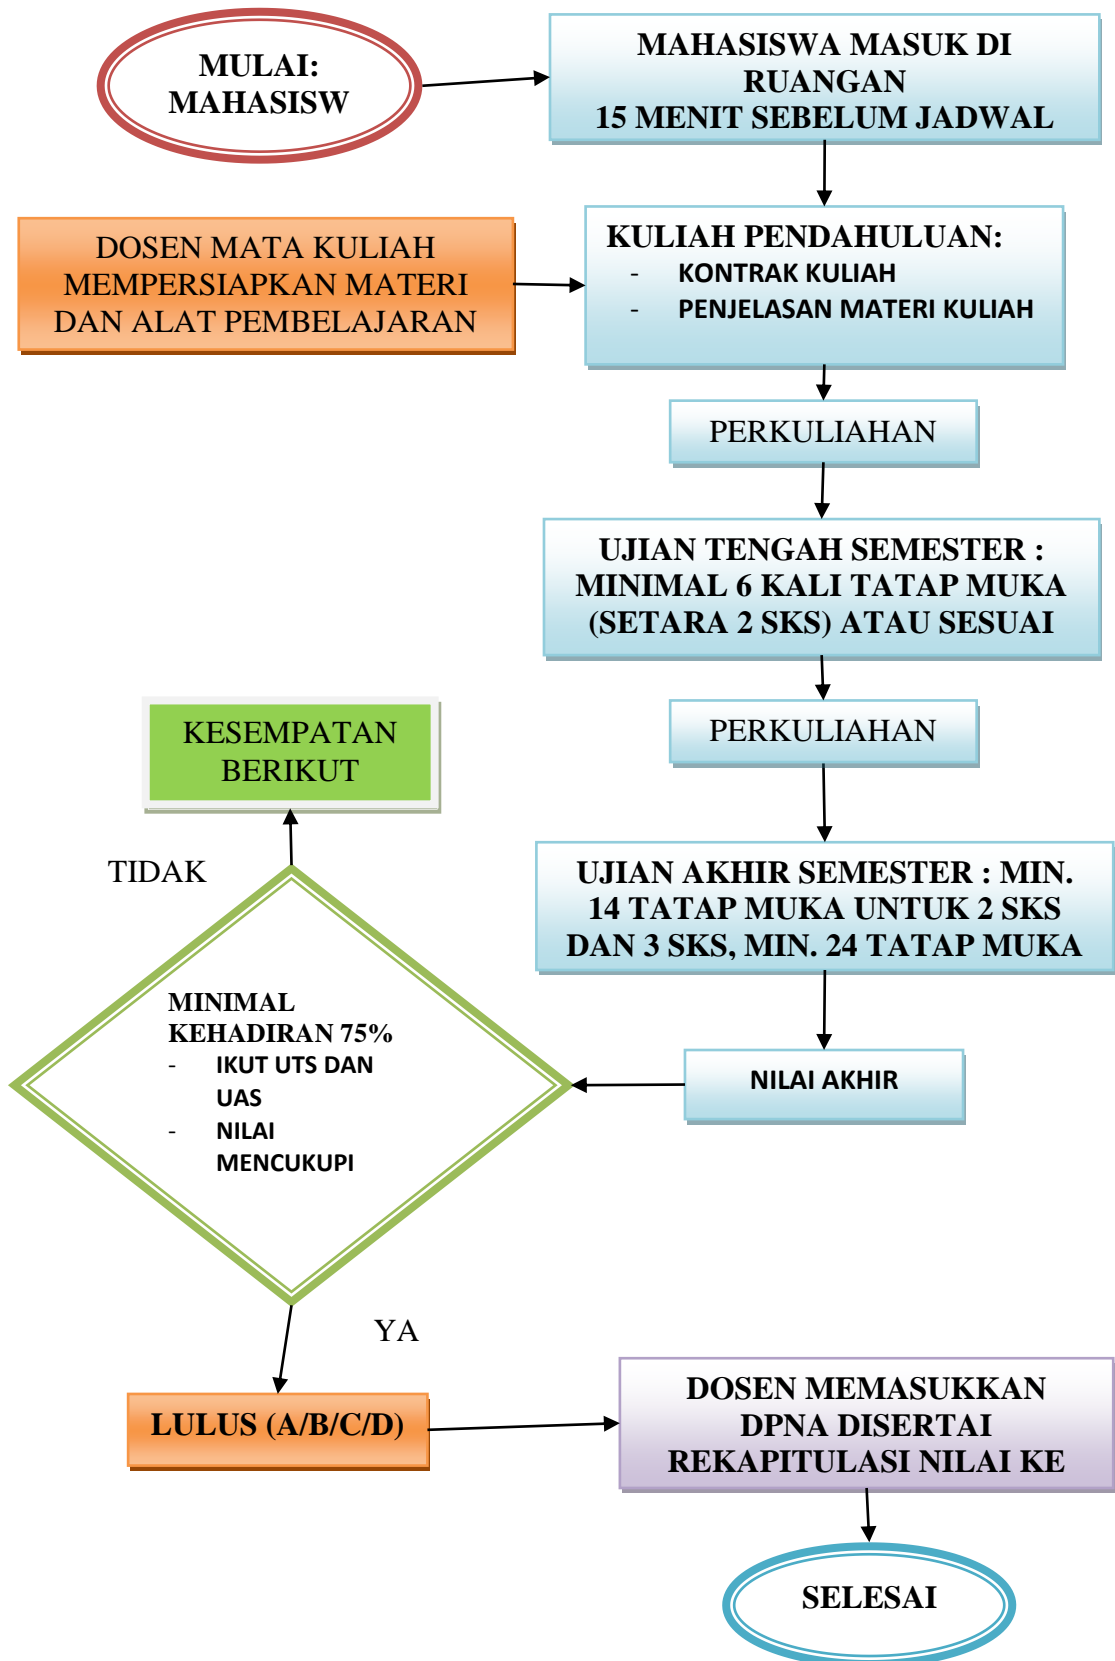 MULAI:
MAHASISW
MAHASISWA MASUK DI
RUANGAN
15 MENIT SEBELUM JADWAL
DOSEN MATA KULIAH
MEMPERSIAPKAN MATERI
DAN ALAT PEMBELAJARAN
KULIAH PENDAHULUAN:
- KONTRAK KULIAH
- PENJELASAN MATERI KULIAH
PERKULIAHAN
UJIAN TENGAH SEMESTER :
MINIMAL 6 KALI TATAP MUKA
(SETARA 2 SKS) ATAU SESUAI
PERKULIAHAN
KESEMPATAN
BERIKUT
TIDAK
UJIAN AKHIR SEMESTER : MIN.
14 TATAP MUKA UNTUK 2 SKS
DAN 3 SKS, MIN. 24 TATAP MUKA
NILAI AKHIR
MINIMAL
KEHADIRAN 75%
- IKUT UTS DAN
UAS
- NILAI
MENCUKUPI
YA
LULUS (A/B/C/D)
DOSEN MEMASUKKAN
DPNA DISERTAI
REKAPITULASI NILAI KE
SELESAI